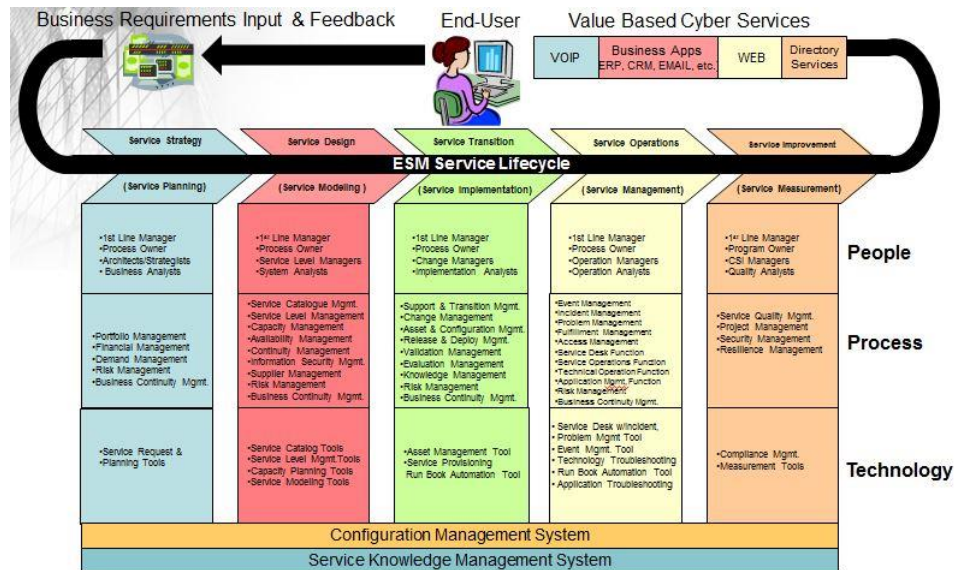 Business Requirements Input & Feedback
End-User
Value Based Cyber Services
VOIP
Business Apps
ERP, CRM, EMAIL, etc.
WEB
Directory
Services
Service Strategy
Service Design
Service Transition
Service Operations
Service Improvement
ESM Service Lifecycle
(Service Planning)
(Service Modeling )
(Service Implementation)
(Service Management)
(Service Measurement)
•1st Line Manager
•Process Owner
•Architects/Strategists
• Business Analysts
•1st Line Manager
•Process Owner
•Service Level Managers
•System Analysts
•1st Line Manager
•Process Owner
•Change Managers
•Implementation Analysts
•1st Line Manager
•Process Owner
•Operation Managers
•Operation Analysts
•1st Line Manager
•Program Owner
•CSI Managers
•Quality Analysts
People
•Portfolio Management
•Financial Management
•Demand Management
•Risk Management
•Business Continuity Mgmt.
•Service Catalogue Mgmt.
•Service Level Management
•Capacity Management
•Availability Management
•Continuity Management
•Information Security Mgmt.
•Supplier Management
•Risk Management
•Business Continuity Mgmt.
•Support & Transition Mgmt.
•Change Management
•Asset & Configuration Mgmt.
•Release & Deploy Mgmt.
•Validation Management
•Evaluation Management
•Knowledge Management
•Risk Management
•Business Continuity Mgmt.
•Event Management
•Incident Management
•Problem Management
•Fulfillment Management
•Access Management
•Service Desk Function
•Service Operations Function
•Technical Operation Function
•Application Mgmt. Function
•Risk Management
•Business Continuity Mgmt.
•Service Quality Mgmt.
•Project Management
•Security Management
•Resilience Management
Process
•Service Request &
•Planning Tools
•Service Catalog Tools
•Service Level Mgmt.Tools
•Capacity Planning Tools
•Service Modeling Tools
•Asset Management Tool
•Service Provisioning
Run Book Automation Tool
• Service Desk w/incident,
• Problem Mgmt Tool
• Event Mgmt. Tool
• Technology Troubleshooting
• Run Book Automation Tool
• Application Troubleshooting
•Compliance Mgmt.
•Measurement Tools
Technology
Configuration Management System
Service Knowledge Management System